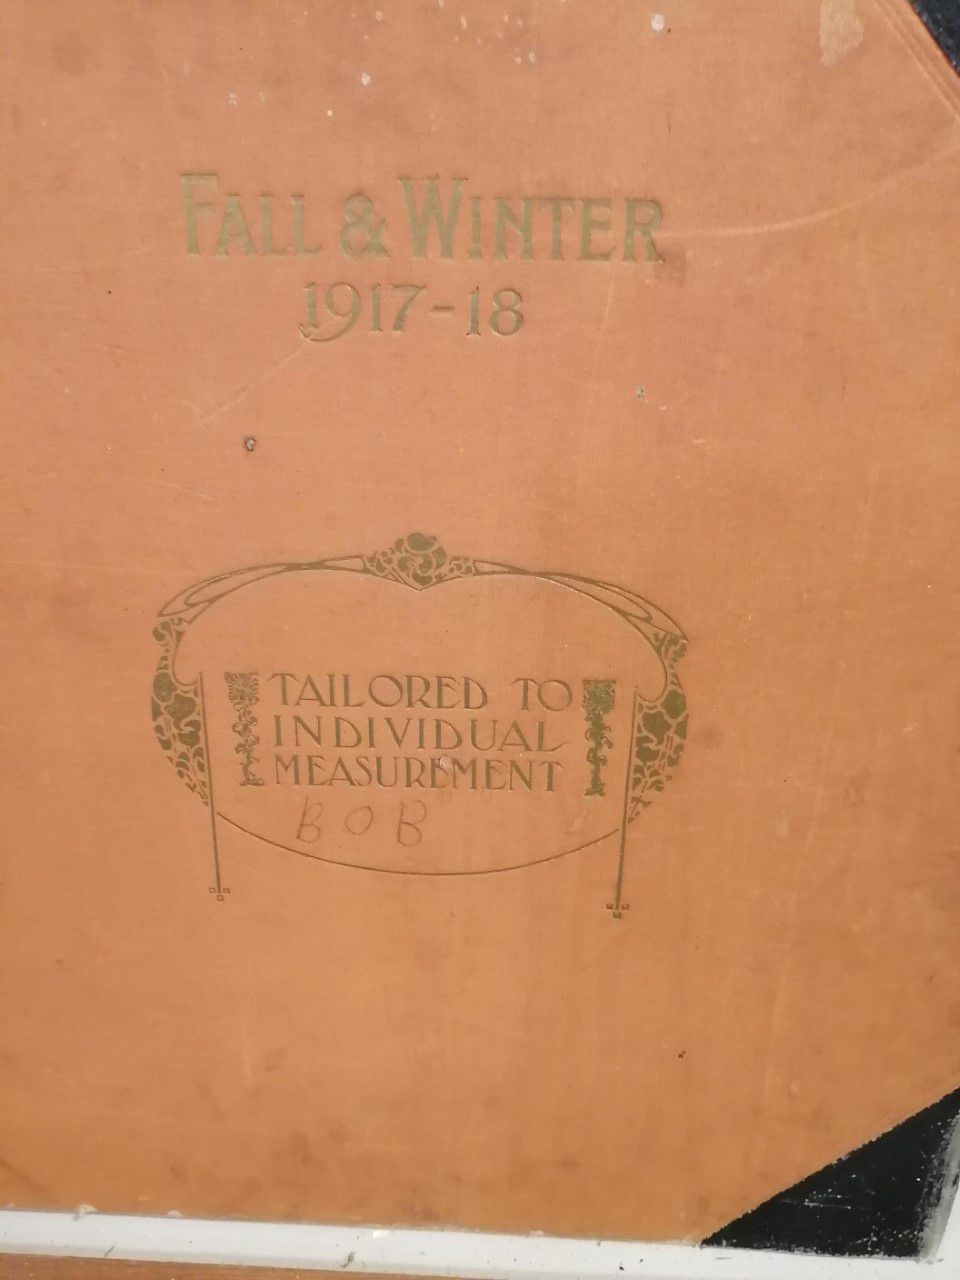 FALL & WINTER
1917-18
TAILORED TO
INDIVIDUAL
MEASUREMENT
BOB